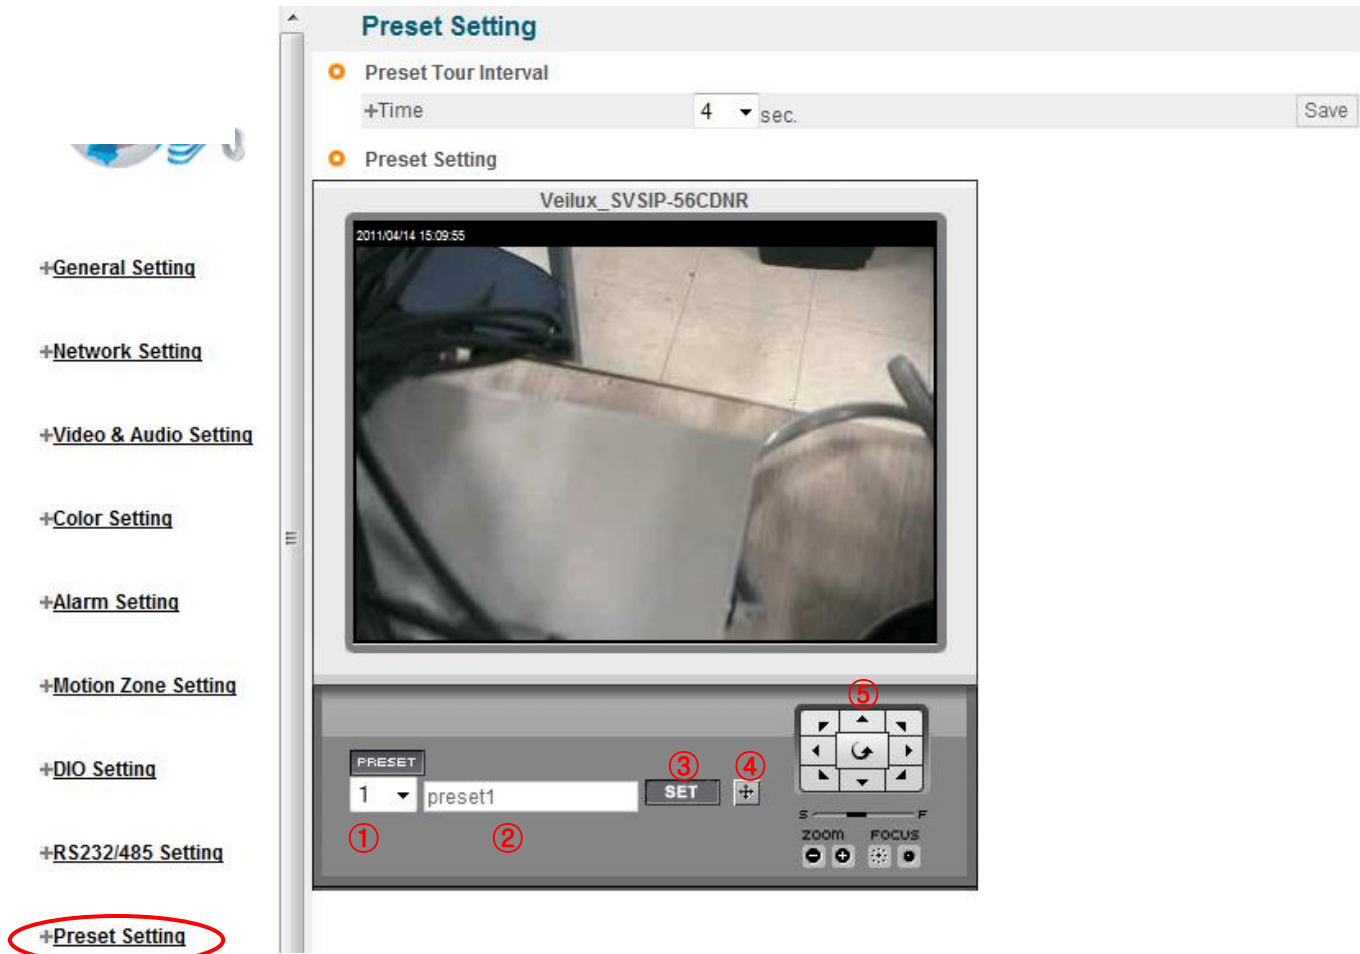 Preset Setting
Preset Tour Interval
+Time 4 sec. Save
Preset Setting
Veilux_SVSIP-56CDNR
2011/04/14 15:09:55
+General Setting
+Network Setting
+Video & Audio Setting
+Color Setting
+Alarm Setting
+Motion Zone Setting
+DIO Setting
+RS232/485 Setting
+Preset Setting
⑤
PRESET
③ ④
1 preset1 SET
① ②
S F
ZOOM FOCUS